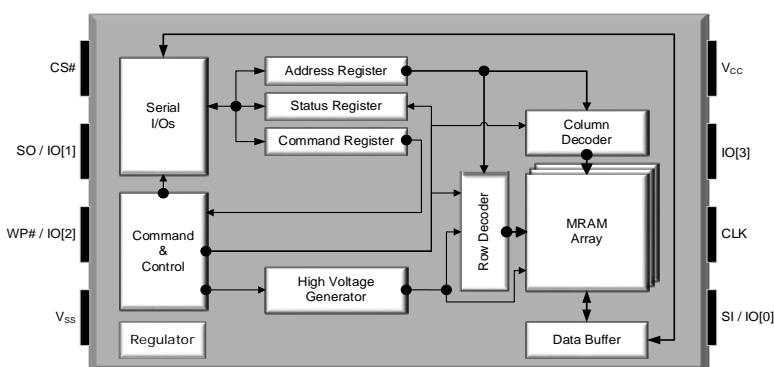 CS#
SO / IO[1]
WP# / IO[2]
VSS
Serial
I/Os
Command
&
Control
Regulator
Address Register
Status Register
Command Register
High Voltage
Generator
Row Decoder
Column
Decoder
MRAM
Array
Data Buffer
VCC
IO[3]
CLK
SI / IO[0]